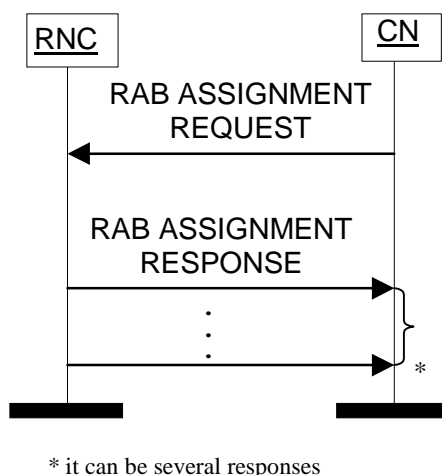 RNC
CN
RAB ASSIGNMENT
REQUEST
RAB ASSIGNMENT
RESPONSE
*
* it can be several responses